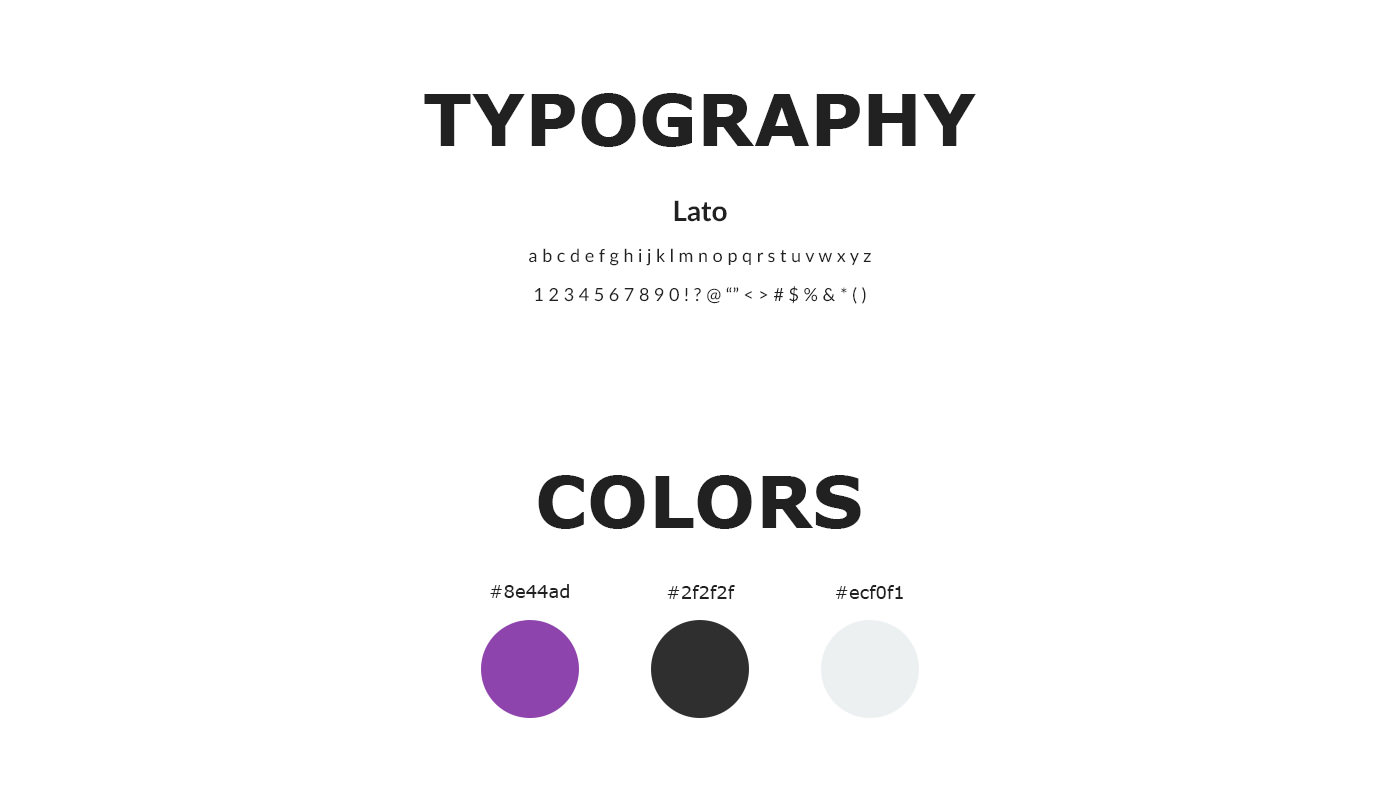 TYPOGRAPHY
Lato
a b c d e f g h i j k l m n o p q r s t u v w x y z
1 2 3 4 5 6 7 8 9 0 ! ? @ “” < > # $ % & * ( )
COLORS
#8e44ad #2f2f2f #ecf0f1